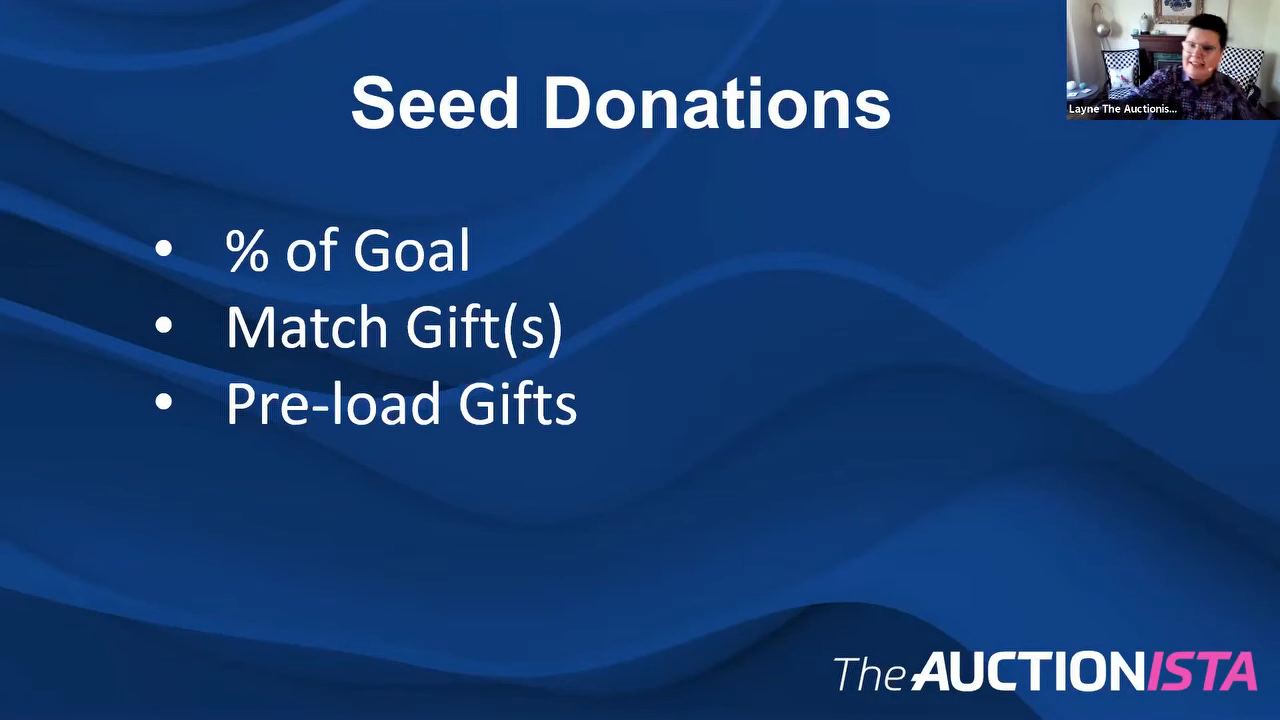 Seed Donations
Layne The Auctionis...
• % of Goal
• Match Gift(s)
• Pre-load Gifts
The AUCTIONISTA